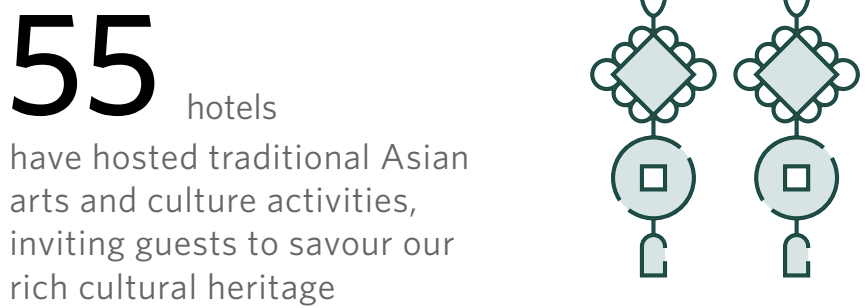 55 hotels
have hosted traditional Asian
arts and culture activities,
inviting guests to savour our
rich cultural heritage